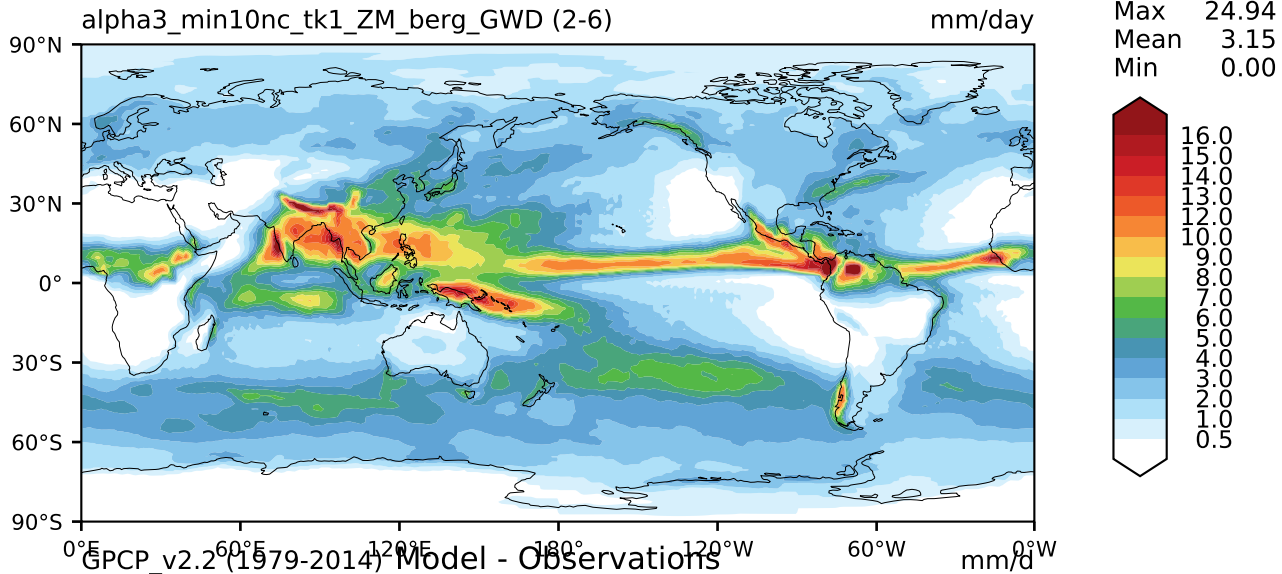 alpha3_min10nc_tk1_ZM_berg_GWD (2-6) mm/day
Max 24.94
Mean 3.15
Min 0.00
90°N
60°N
30°N
0°
30°S
60°S
90°S
0°E 60°E 120°E 180° 120°W 60°W 0°W
GPCP_v2.2 (1979-2014) Model - Observations mm/d
16.0
15.0
14.0
13.0
12.0
10.0
9.0
8.0
7.0
6.0
5.0
4.0
3.0
2.0
1.0
0.5